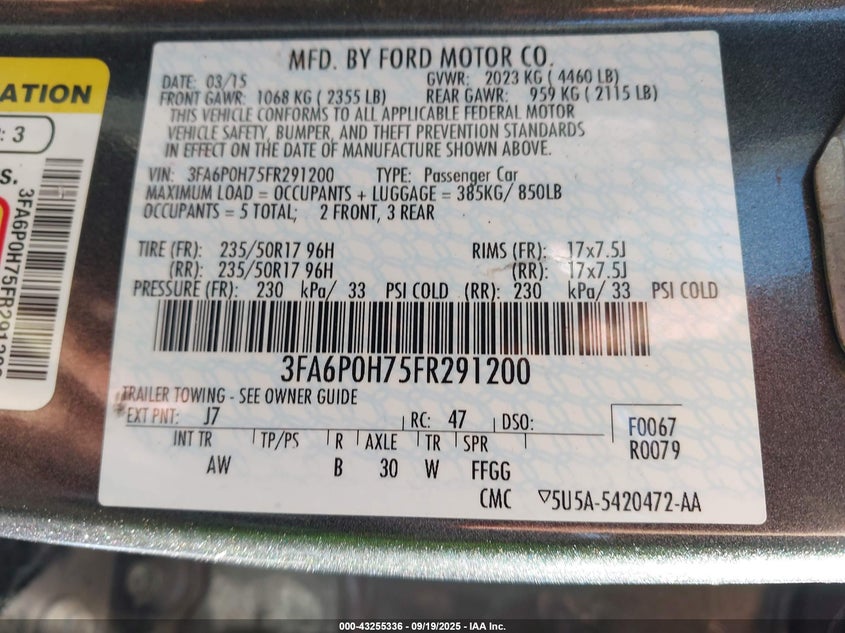 ATION
: 3
s.
3FA6P0H75FR291200
MFD. BY FORD MOTOR CO.
DATE: 03/15 GVWR: 2023 KG ( 4460 LB)
FRONT GAWR: 1068 KG ( 2355 LB) REAR GAWR: 959 KG ( 2115 LB)
THIS VEHICLE CONFORMS TO ALL APPLICABLE FEDERAL MOTOR
VEHICLE SAFETY, BUMPER, AND THEFT PREVENTION STANDARDS
IN EFFECT ON THE DATE OF MANUFACTURE SHOWN ABOVE.
VIN: 3FA6P0H75FR291200 TYPE: Passenger Car
MAXIMUM LOAD = OCCUPANTS + LUGGAGE = 385KG/ 850LB
OCCUPANTS = 5 TOTAL; 2 FRONT, 3 REAR
TIRE (FR): 235/50R17 96H RIMS (FR): 17x7.5J
(RR): 235/50R17 96H (RR): 17x7.5J
PRESSURE (FR): 230 kPa/ 33 PSI COLD (RR): 230 kPa/ 33 PSI COLD
3FA6P0H75FR291200
TRAILER TOWING - SEE OWNER GUIDE
EXT PNT: J7 RC: 47 DSO: F0067
R0079
INT TR TP/PS R AXLE TR SPR
AW B 30 W FFGG
CMC ▽5U5A-5420472-AA
000-43255336 - 09/19/2025 - IAA Inc.